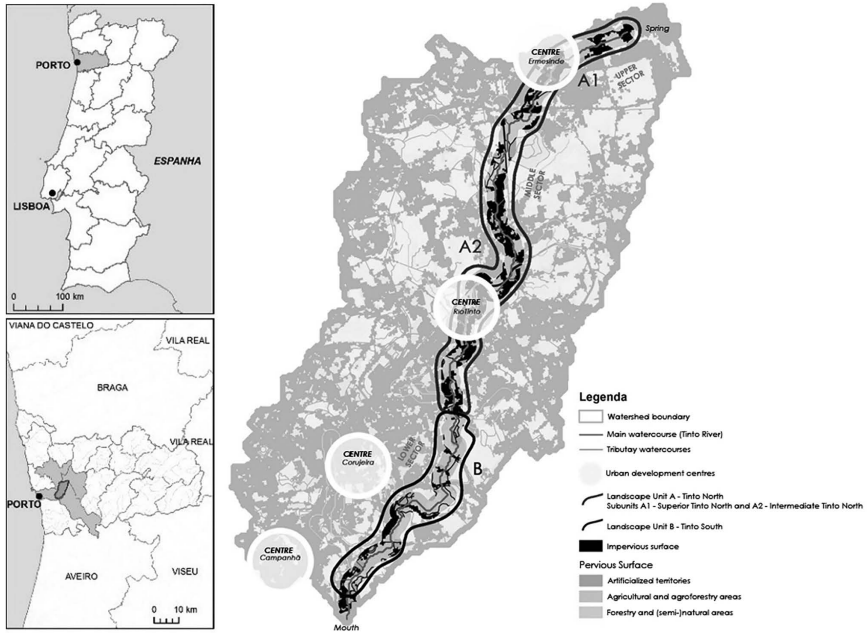 PORTO
ESPANHA
LISBOA
0 100 km
VIANA DO CASTELO
VILA REAL
BRAGA
VILA REAL
PORTO
AVEIRO
VISEU
0 10 km
Spring
CENTRE
Ermesinde
A1
UPPER
SECTOR
MIDDLE
SECTOR
A2
CENTRE
RioTinto
LOWER
SECTOR
B
CENTRE
Corujeira
CENTRE
Campanhã
Mouth
Legenda
Watershed boundary
Main watercourse (Tinto River)
Tributay watercourses
Urban development centres
Landscape Unit A - Tinto North
Subunits A1 - Superior Tinto North and A2 - Intermediate Tinto North
Landscape Unit B - Tinto South
Impervious surface
Pervious Surface
Artificialized territories
Agricultural and agroforestry areas
Forestry and (semi-)natural areas